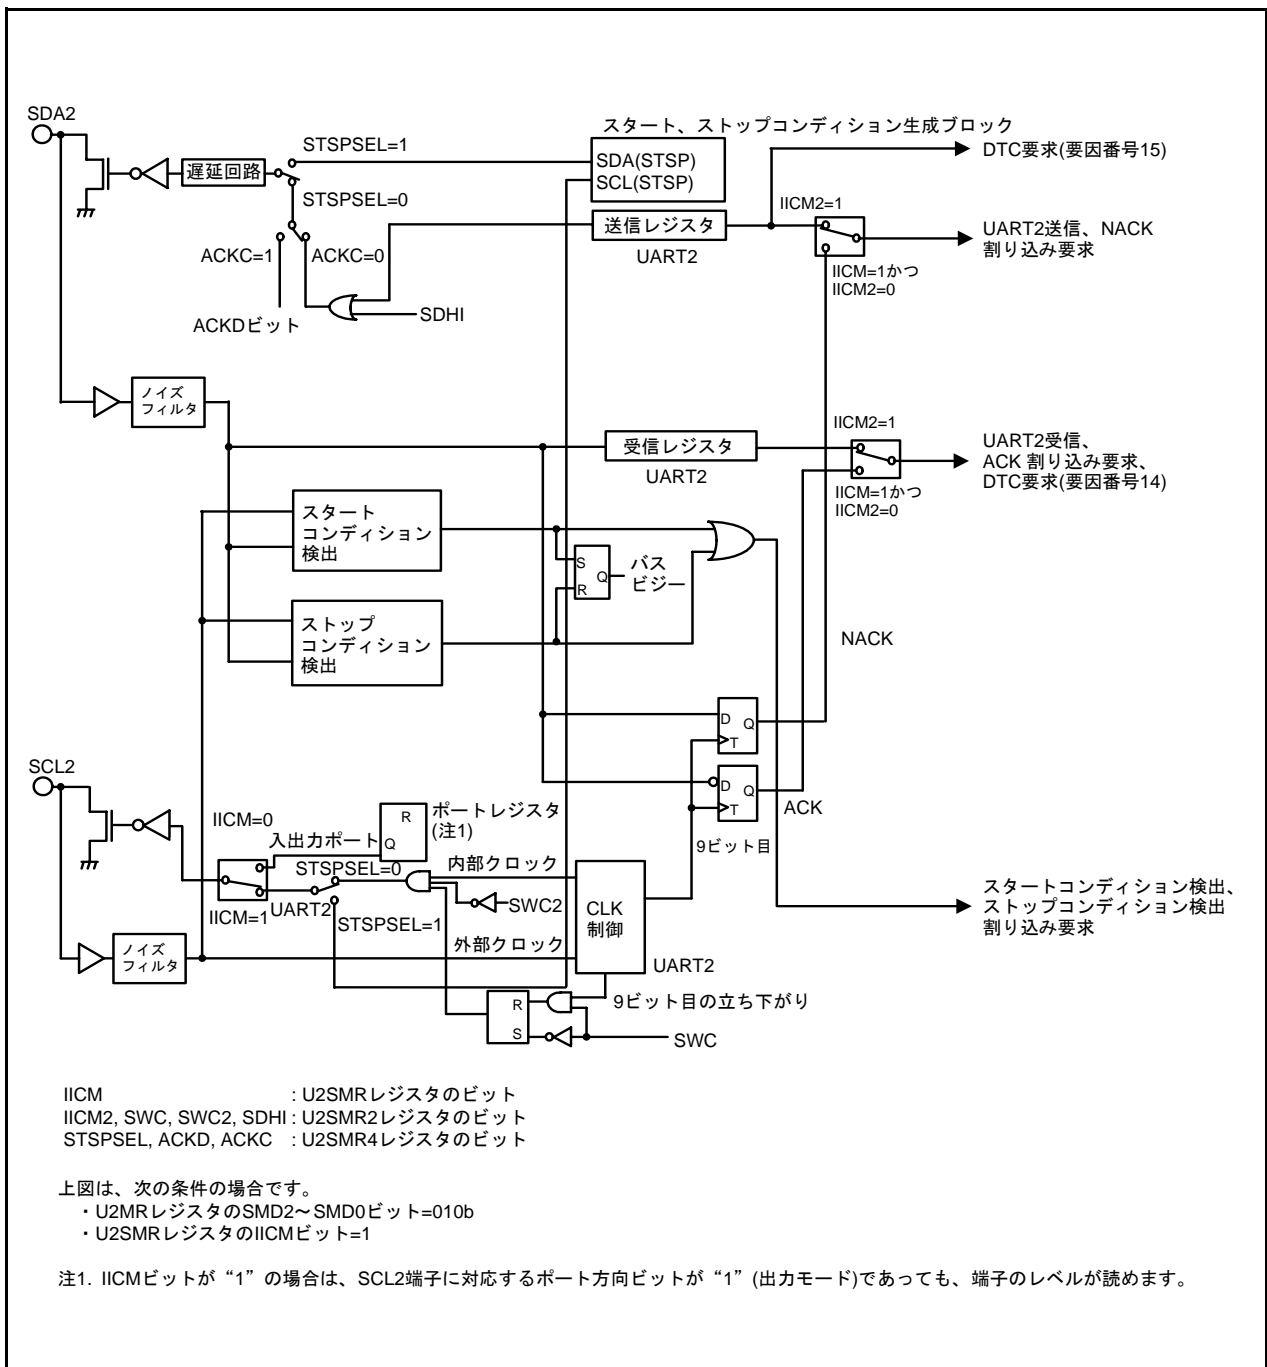 SDA2
STSPSEL=1
スタート、ストップコンディション生成ブロック
遅延回路
SDA(STSP)
SCL(STSP)
DTC要求(要因番号15)
STSPSEL=0
送信レジスタ
UART2
IICM2=1
UART2送信、NACK
割り込み要求
ACKC=1
ACKC=0
IICM=1かつ
IICM2=0
ACKDビット
SDHI
ノイズ
フィルタ
受信レジスタ
UART2
IICM2=1
UART2受信、
ACK 割り込み要求、
DTC要求(要因番号14)
IICM=1かつ
IICM2=0
スタート
コンディション
検出
S
Q
R
バス
ビジー
ストップ
コンディション
検出
NACK
D
Q
T
D
Q
T
ACK
9ビット目
SCL2
IICM=0
入出力ポート
R
Q
ポートレジスタ
(注1)
STSPSEL=0
内部クロック
IICM=1
UART2
SWC2
STSPSEL=1
CLK
制御
スタートコンディション検出、
ストップコンディション検出
割り込み要求
ノイズ
フィルタ
外部クロック
UART2
R
S
9ビット目の立ち下がり
SWC
IICM : U2SMRレジスタのビット
IICM2, SWC, SWC2, SDHI : U2SMR2レジスタのビット
STSPSEL, ACKD, ACKC : U2SMR4レジスタのビット
上図は、次の条件の場合です。
・U2MRレジスタのSMD2～SMD0ビット=010b
・U2SMRレジスタのIICMビット=1
注1. IICMビットが“1”の場合は、SCL2端子に対応するポート方向ビットが“1”(出力モード)であっても、端子のレベルが読めます。